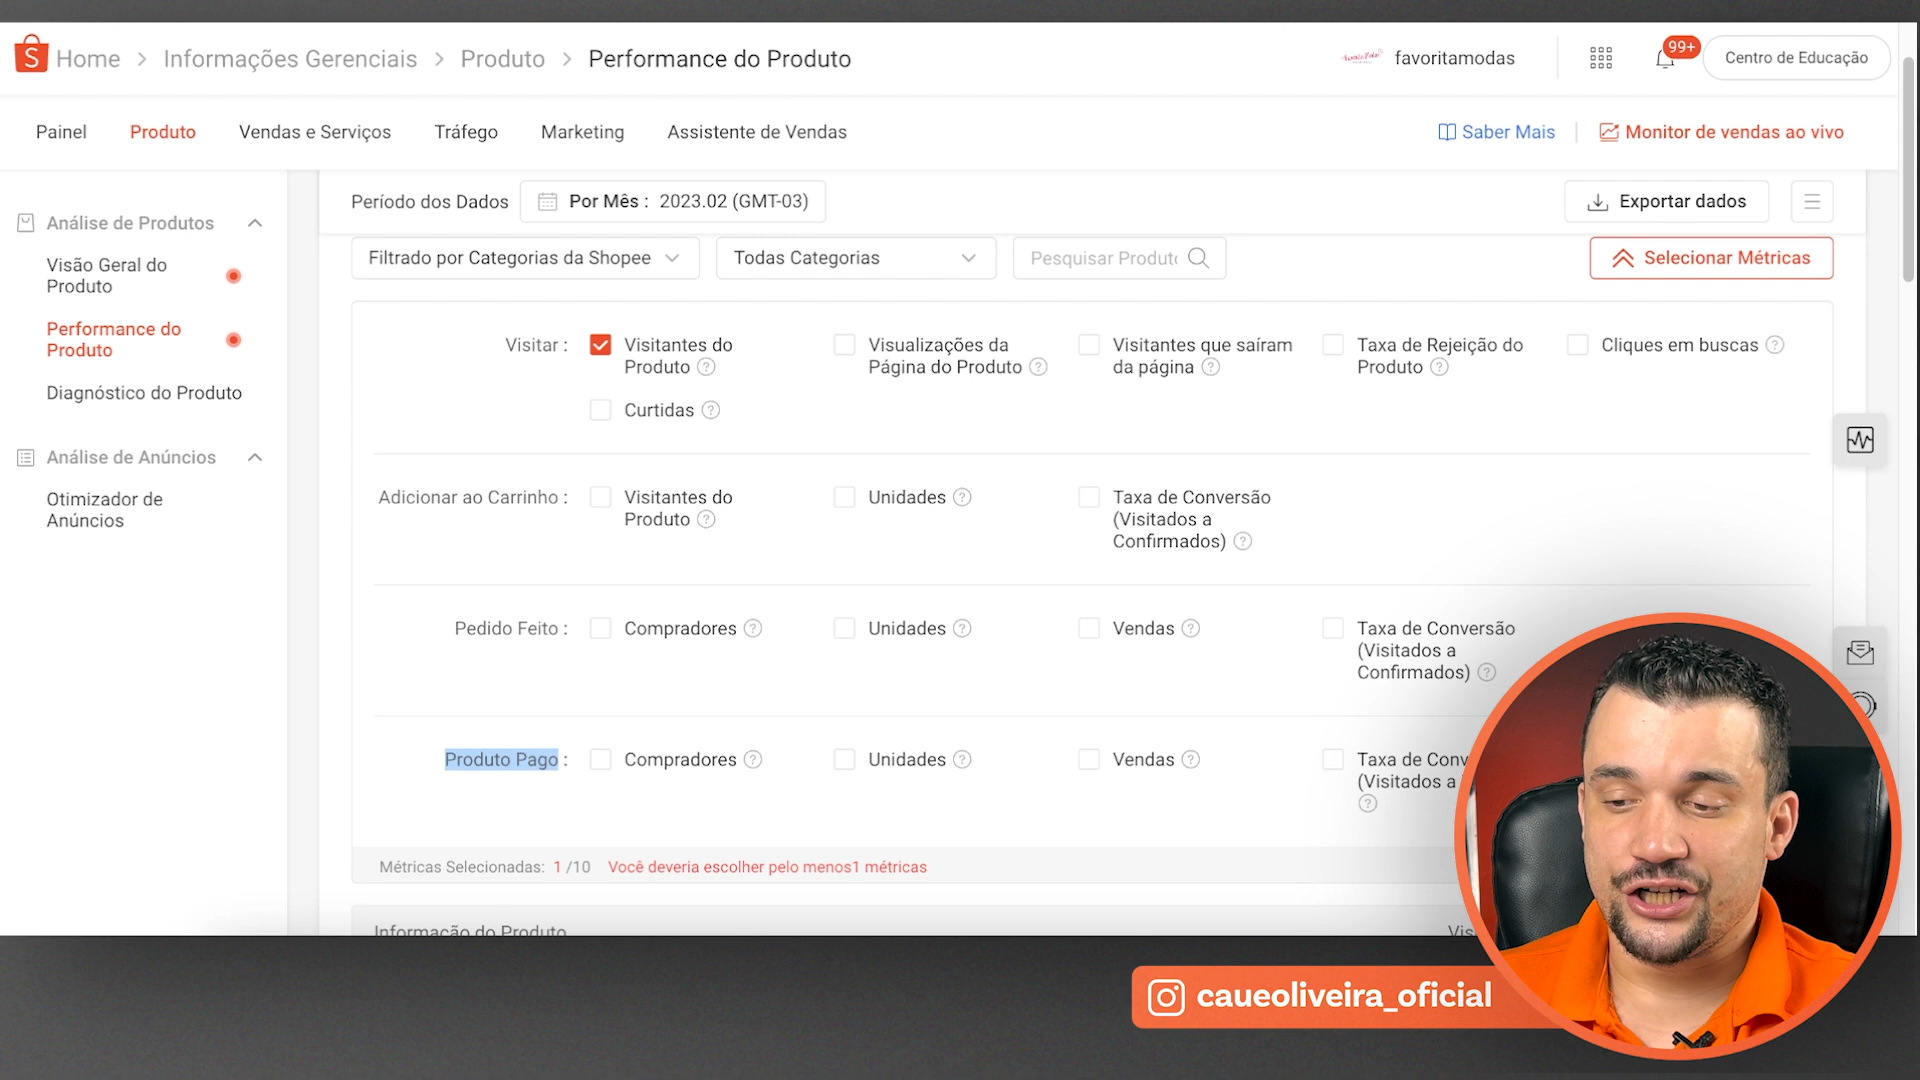 Home > Informações Gerenciais > Produto > Performance do Produto
favoritamodas
99+
Centro de Educação
Painel
Produto
Vendas e Serviços
Tráfego
Marketing
Assistente de Vendas
Saber Mais
Monitor de vendas ao vivo
Análise de Produtos
Visão Geral do
Produto
Performance do
Produto
Diagnóstico do Produto
Análise de Anúncios
Otimizador de
Anúncios
Período dos Dados
Por Mês : 2023.02 (GMT-03)
Exportar dados
Filtrado por Categorias da Shopee
Todas Categorias
Pesquisar Produto
Selecionar Métricas
Visitar :
Visitantes do
Produto ?
Visualizações da
Página do Produto ?
Visitantes que saíram
da página ?
Taxa de Rejeição do
Produto ?
Cliques em buscas ?
Curtidas ?
Adicionar ao Carrinho :
Visitantes do
Produto ?
Unidades ?
Taxa de Conversão
(Visitados a
Confirmados) ?
Pedido Feito :
Compradores ?
Unidades ?
Vendas ?
Taxa de Conversão
(Visitados a
Confirmados) ?
Produto Pago :
Compradores ?
Unidades ?
Vendas ?
Taxa de Conv
(Visitados a
?
Métricas Selecionadas: 1 /10 Você deveria escolher pelo menos1 métricas
Informação do Produto
Vis
caueoliveira_oficial